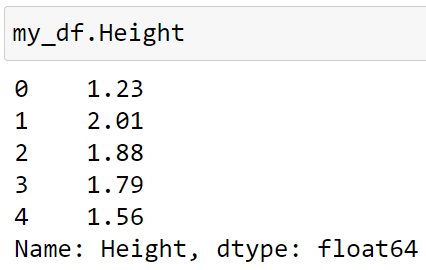 my_df.Height
0    1.23
1    2.01
2    1.88
3    1.79
4    1.56
Name: Height, dtype: float64